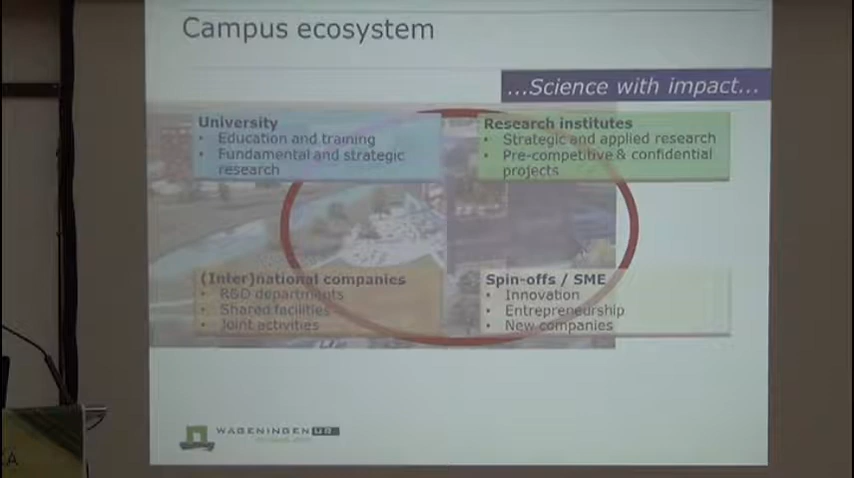 Campus ecosystem
...Science with impact...
University
• Education and training
• Fundamental and strategic
research
Research institutes
• Strategic and applied research
• Pre-competitive & confidential
projects
(Inter)national companies
• R&D departments
• Shared facilities
• Joint activities
Spin-offs / SME
• Innovation
• Entrepreneurship
• New companies
WAGENINGEN UR